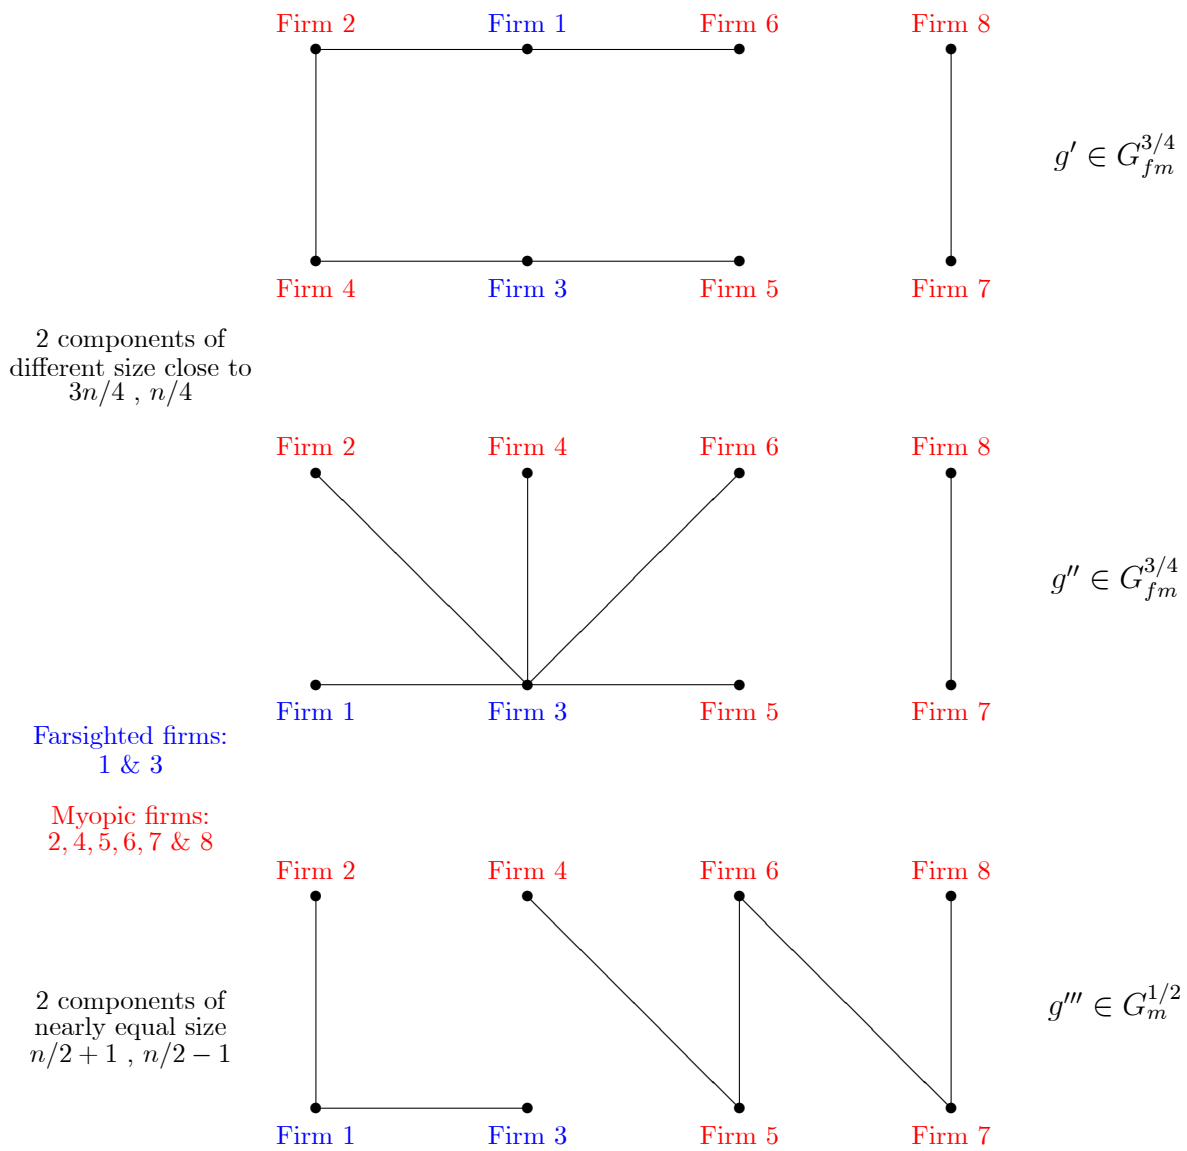 Firm 2 Firm 1 Firm 6 Firm 8
g′ ∈ G_{fm}^{3/4}
Firm 4 Firm 3 Firm 5 Firm 7
2 components of
different size close to
3n/4 , n/4
Firm 2 Firm 4 Firm 6 Firm 8
g″ ∈ G_{fm}^{3/4}
Firm 1 Firm 3 Firm 5 Firm 7
Farsighted firms:
1 & 3
Myopic firms:
2, 4, 5, 6, 7 & 8
Firm 2 Firm 4 Firm 6 Firm 8
2 components of
nearly equal size
n/2 + 1 , n/2 − 1
g‴ ∈ G_{m}^{1/2}
Firm 1 Firm 3 Firm 5 Firm 7